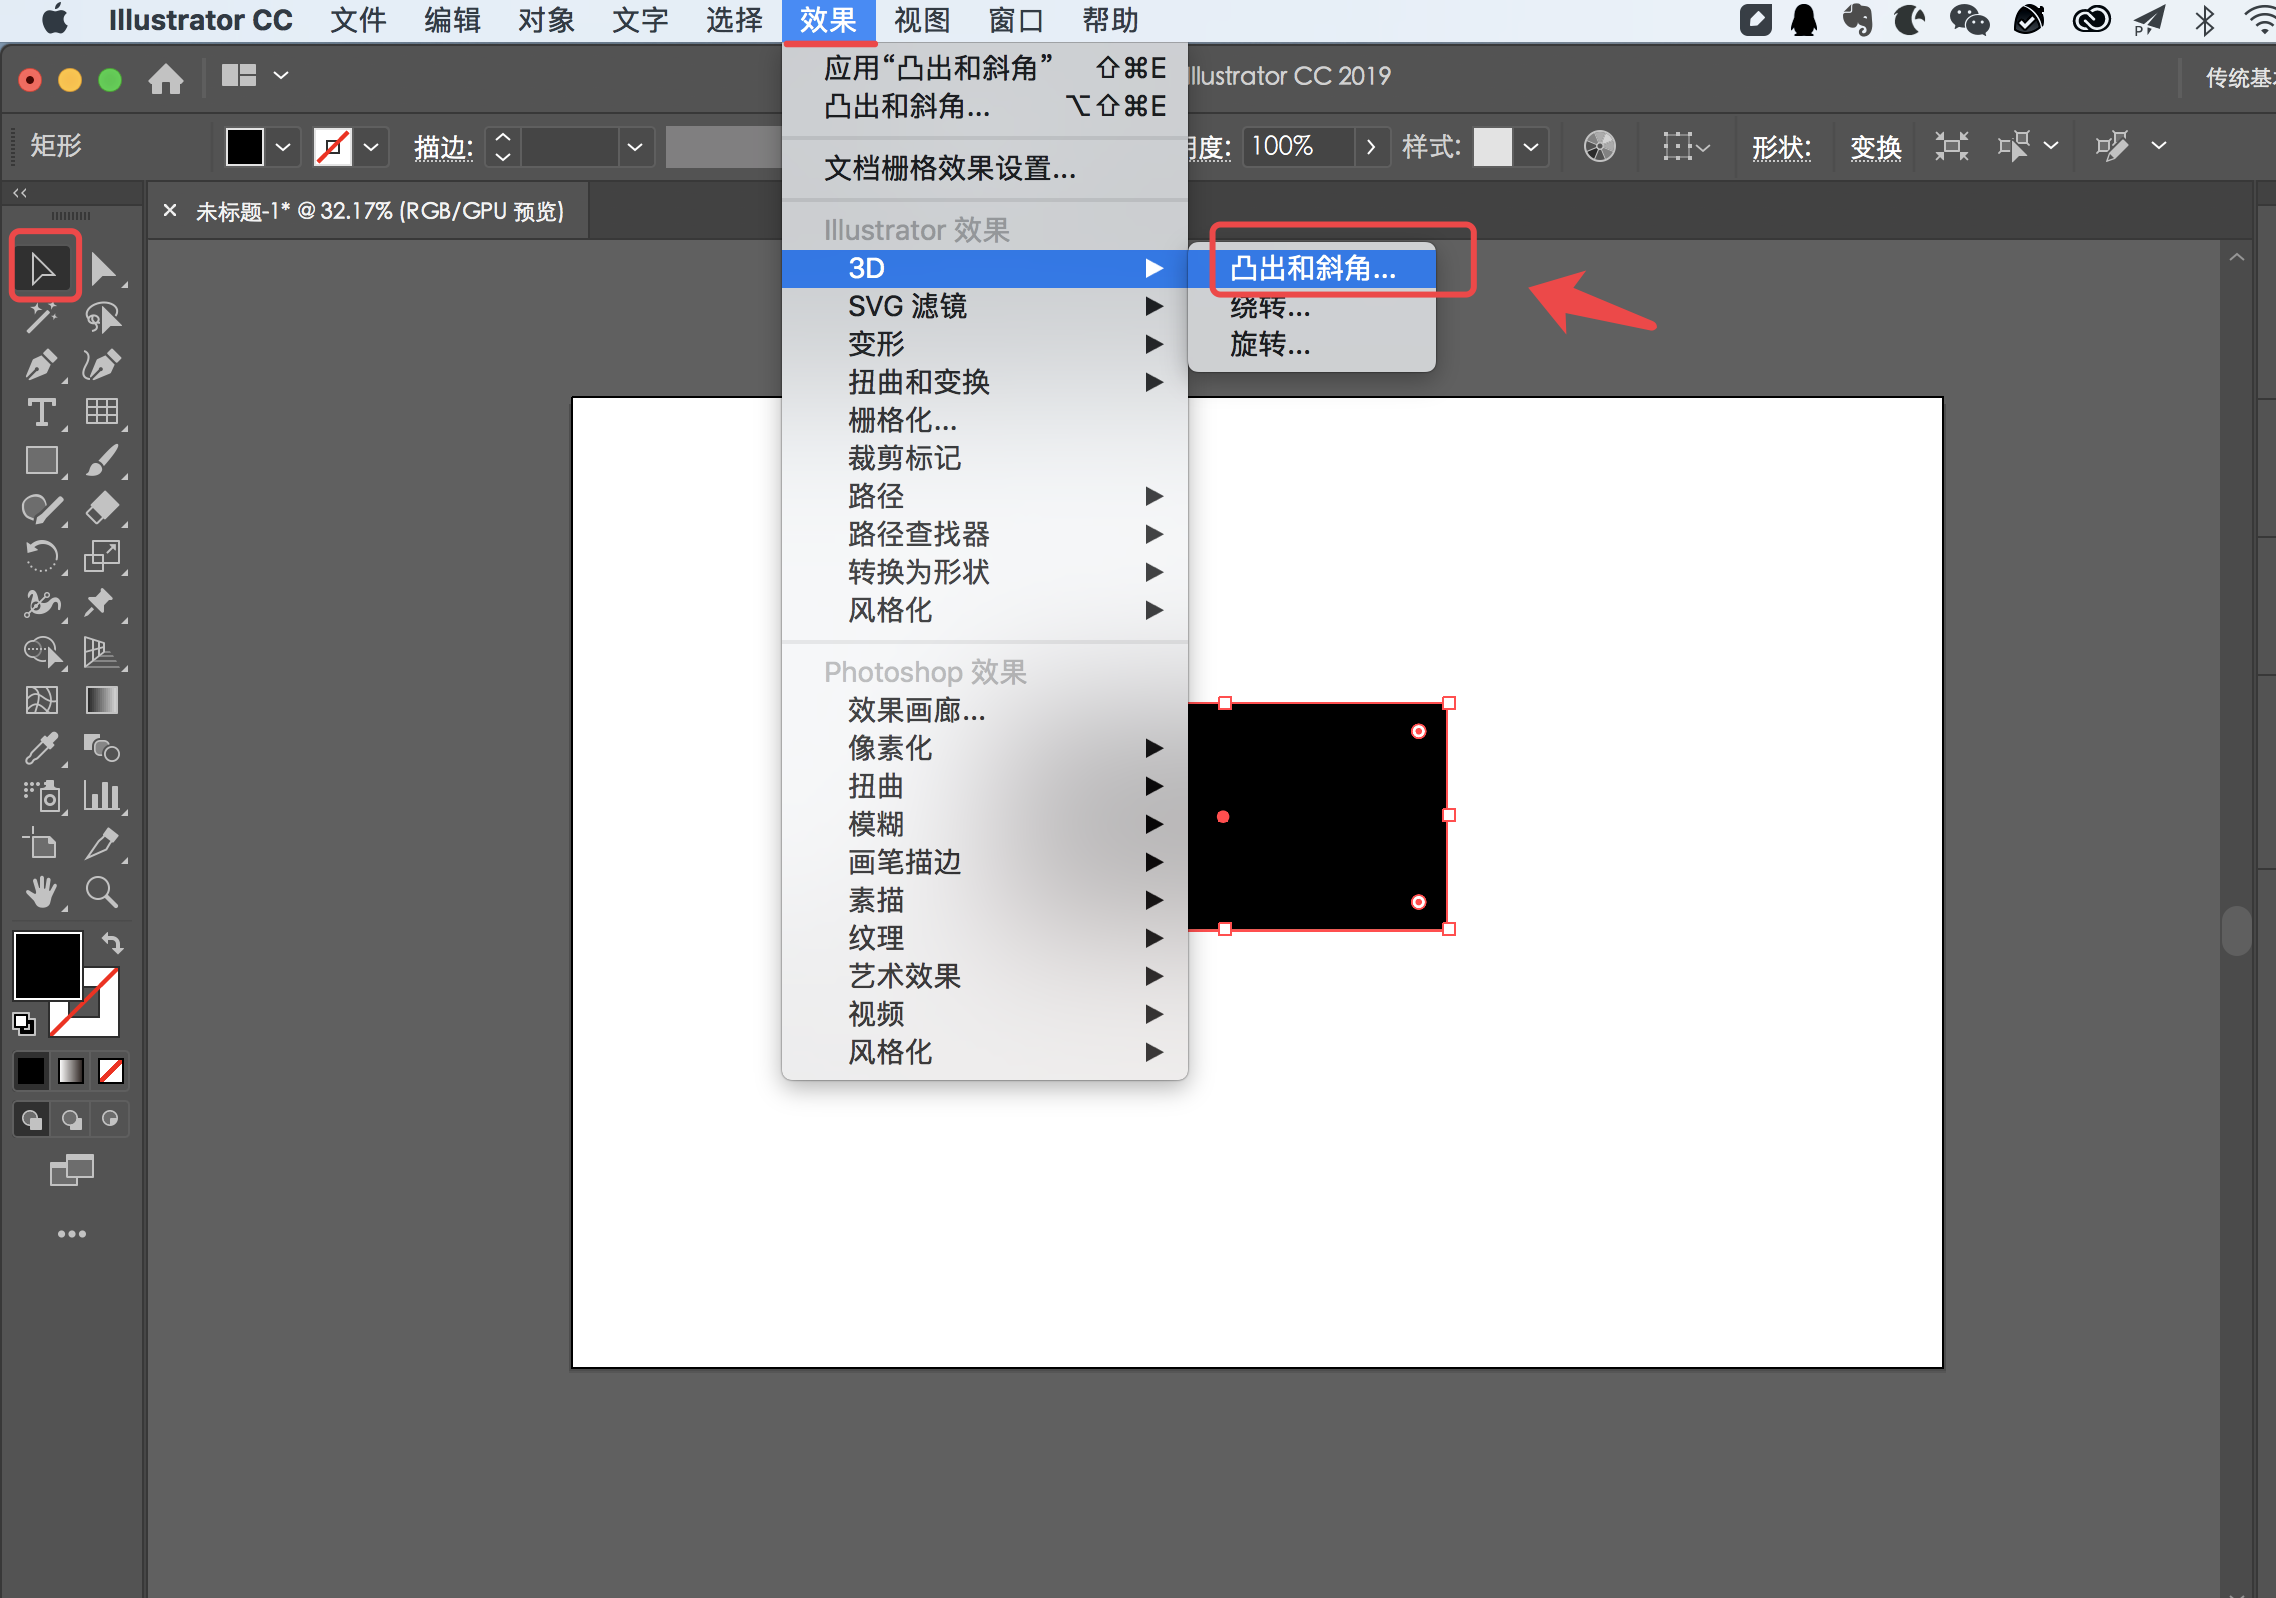 Illustrator CC 文件 编辑 对象 文字 选择 效果 视图 窗口 帮助
Illustrator CC 2019
传统基
应用“凸出和斜角” ⇧⌘E
凸出和斜角... ⌥⇧⌘E
矩形 描边: 明度: 100% 样式: 形状: 变换
文档栅格效果设置...
× 未标题-1* @ 32.17% (RGB/GPU 预览)
Illustrator 效果
3D
凸出和斜角...
绕转...
旋转...
SVG 滤镜
变形
扭曲和变换
栅格化...
裁剪标记
路径
路径查找器
转换为形状
风格化
Photoshop 效果
效果画廊...
像素化
扭曲
模糊
画笔描边
素描
纹理
艺术效果
视频
风格化